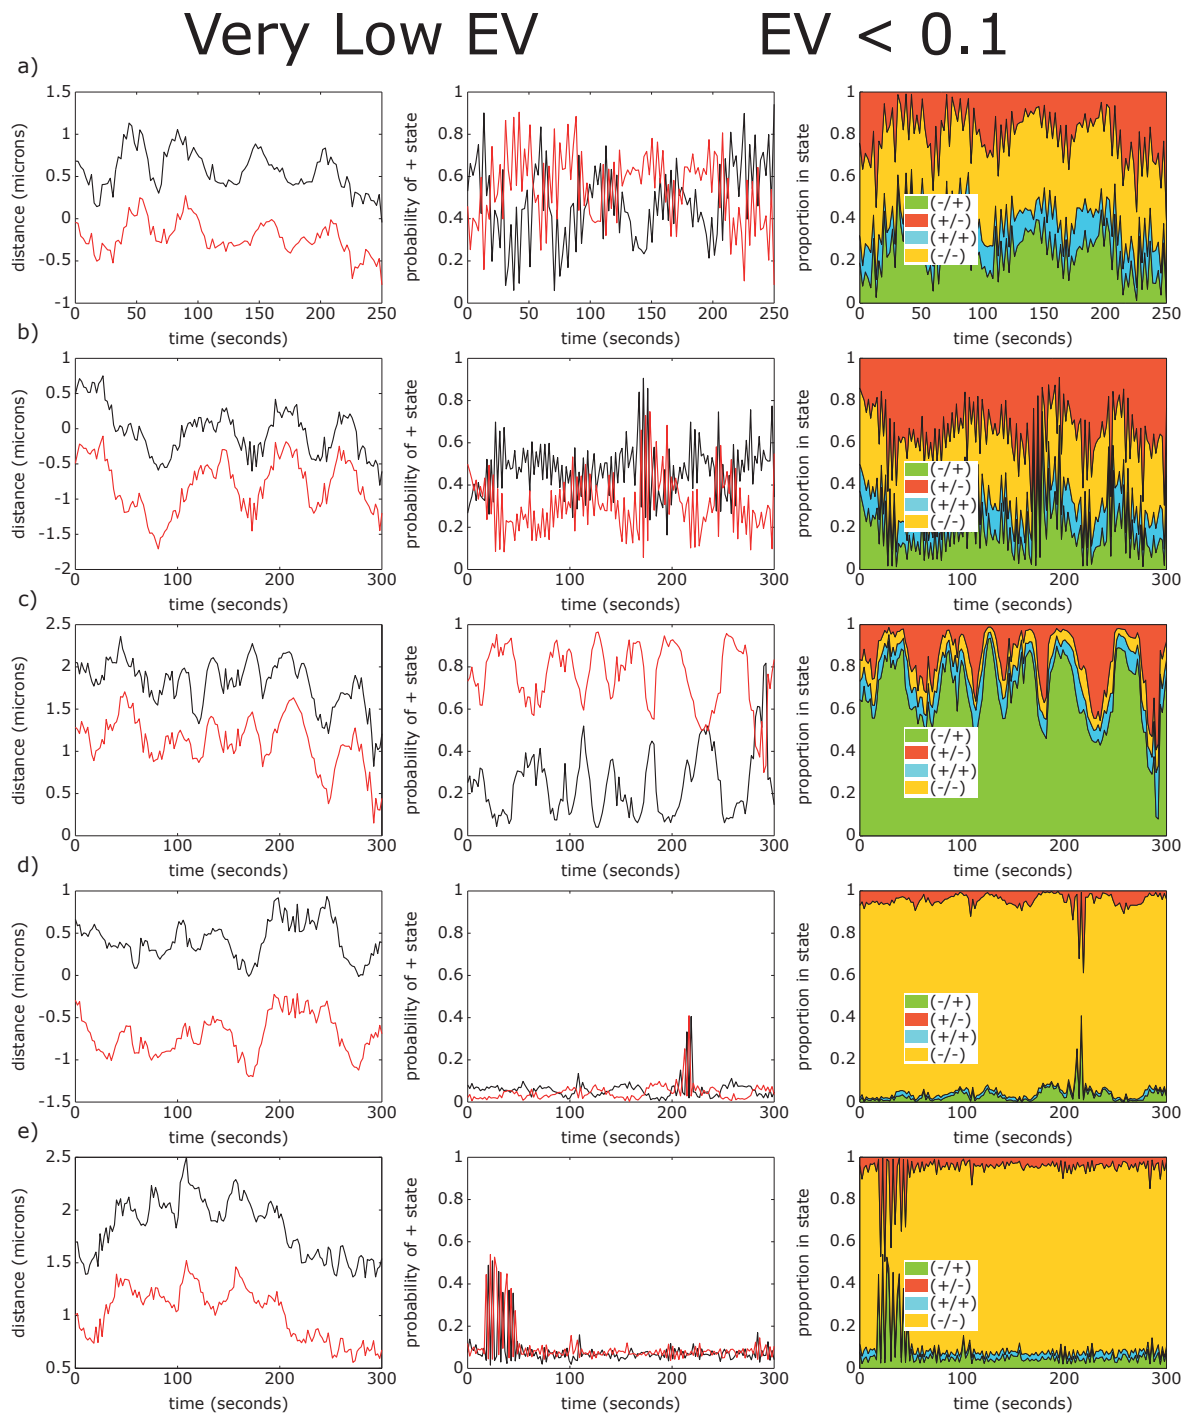 Very Low EV EV < 0.1
a)
distance (microns)
1.5
1
0.5
0
-0.5
-1
0 50 100 150 200 250
time (seconds)
probability of + state
1
0.8
0.6
0.4
0.2
0
0 50 100 150 200 250
time (seconds)
proportion in state
1
0.8
0.6
0.4
0.2
0
(-/+)
(+/-)
(+/+)
(-/-)
0 50 100 150 200 250
time (seconds)
b)
distance (microns)
1
0.5
0
-0.5
-1
-1.5
-2
0 100 200 300
time (seconds)
probability of + state
1
0.8
0.6
0.4
0.2
0
0 100 200 300
time (seconds)
proportion in state
1
0.8
0.6
0.4
0.2
0
(-/+)
(+/-)
(+/+)
(-/-)
0 100 200 300
time (seconds)
c)
distance (microns)
2.5
2
1.5
1
0.5
0
0 100 200 300
time (seconds)
probability of + state
1
0.8
0.6
0.4
0.2
0
0 100 200 300
time (seconds)
proportion in state
1
0.8
0.6
0.4
0.2
0
(-/+)
(+/-)
(+/+)
(-/-)
0 100 200 300
time (seconds)
d)
distance (microns)
1
0.5
0
-0.5
-1
-1.5
0 100 200 300
time (seconds)
probability of + state
1
0.8
0.6
0.4
0.2
0
0 100 200 300
time (seconds)
proportion in state
1
0.8
0.6
0.4
0.2
0
(-/+)
(+/-)
(+/+)
(-/-)
0 100 200 300
time (seconds)
e)
distance (microns)
2.5
2
1.5
1
0.5
0 100 200 300
time (seconds)
probability of + state
1
0.8
0.6
0.4
0.2
0
0 100 200 300
time (seconds)
proportion in state
1
0.8
0.6
0.4
0.2
0
(-/+)
(+/-)
(+/+)
(-/-)
0 100 200 300
time (seconds)